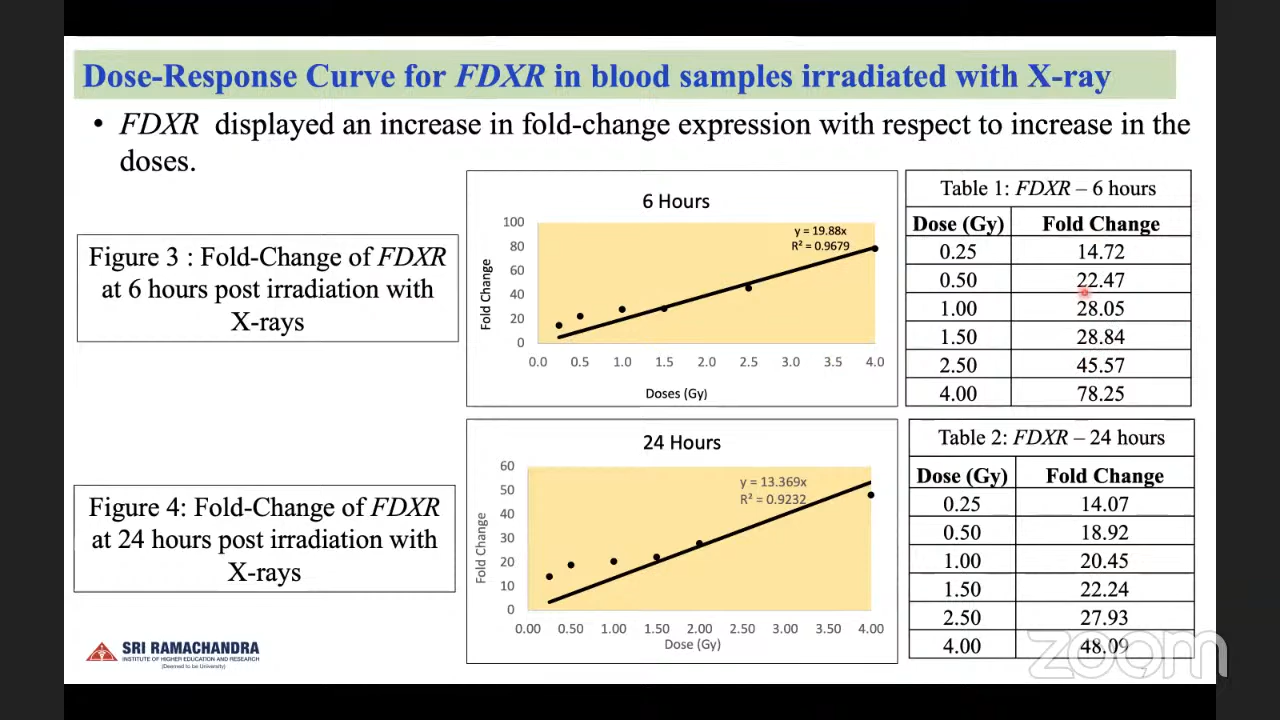 Dose-Response Curve for FDXR in blood samples irradiated with X-ray
• FDXR displayed an increase in fold-change expression with respect to increase in the
doses.
Figure 3 : Fold-Change of FDXR
at 6 hours post irradiation with
X-rays
6 Hours
y = 19.88x
R² = 0.9679
Fold Change
100
80
60
40
20
0
0.0 0.5 1.0 1.5 2.0 2.5 3.0 3.5 4.0
Doses (Gy)
Table 1: FDXR – 6 hours
Dose (Gy) Fold Change
0.25 14.72
0.50 22.47
1.00 28.05
1.50 28.84
2.50 45.57
4.00 78.25
Figure 4: Fold-Change of FDXR
at 24 hours post irradiation with
X-rays
24 Hours
y = 13.369x
R² = 0.9232
Fold Change
60
50
40
30
20
10
0
0.00 0.50 1.00 1.50 2.00 2.50 3.00 3.50 4.00
Dose (Gy)
Table 2: FDXR – 24 hours
Dose (Gy) Fold Change
0.25 14.07
0.50 18.92
1.00 20.45
1.50 22.24
2.50 27.93
4.00 48.09
SRI RAMACHANDRA
INSTITUTE OF HIGHER EDUCATION AND RESEARCH
(Deemed to be University)
zoom